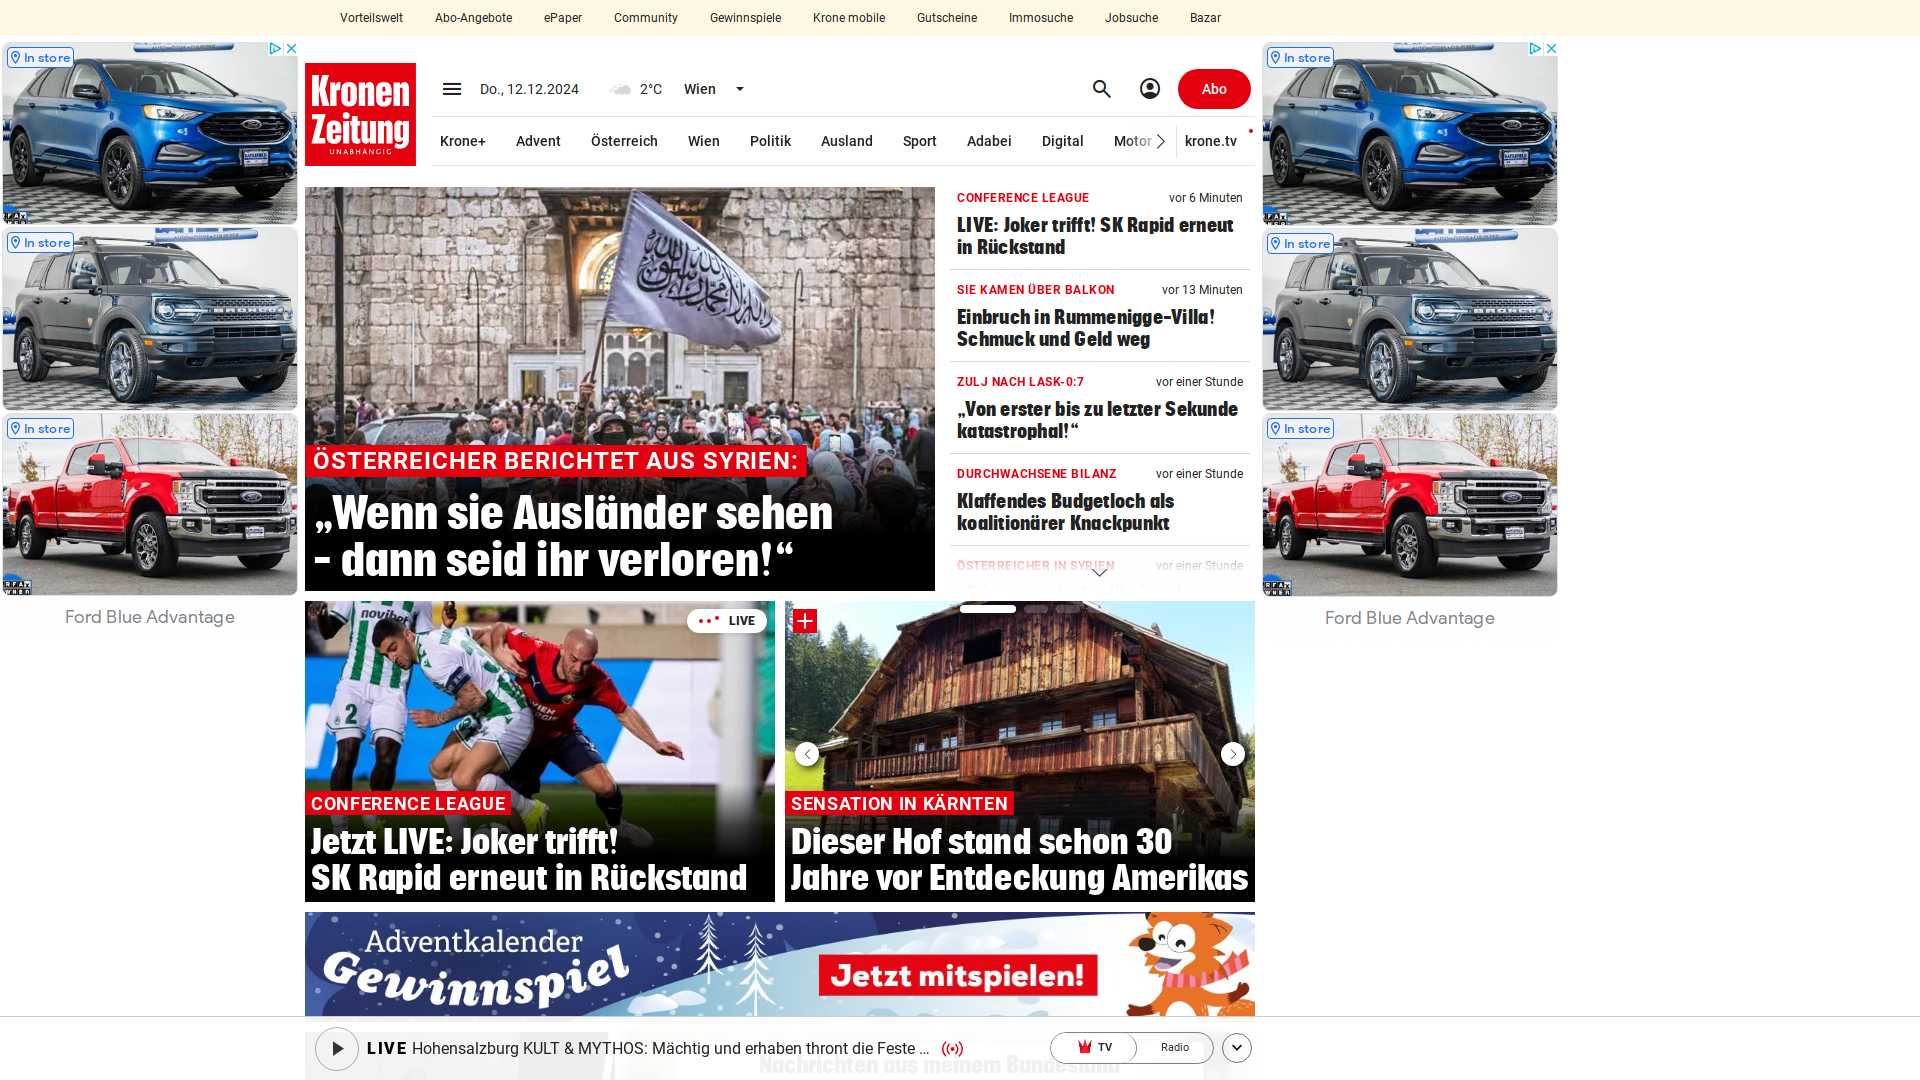 Vorteilswelt
Abo-Angebote
ePaper
Community
Gewinnspiele
Krone mobile
Gutscheine
Immosuche
Jobsuche
Bazar
Kronen
Zeitung
UNABHÄNGIG
Do., 12.12.2024
2°C
Wien
Abo
Krone+
Advent
Österreich
Wien
Politik
Ausland
Sport
Adabei
Digital
Motor
krone.tv
In store
In store
In store
Ford Blue Advantage
ÖSTERREICHER BERICHTET AUS SYRIEN:
„Wenn sie Ausländer sehen
– dann seid ihr verloren!“
CONFERENCE LEAGUE
vor 6 Minuten
LIVE: Joker trifft! SK Rapid erneut
in Rückstand
SIE KAMEN ÜBER BALKON
vor 13 Minuten
Einbruch in Rummenigge-Villa!
Schmuck und Geld weg
ZULJ NACH LASK-0:7
vor einer Stunde
„Von erster bis zu letzter Sekunde
katastrophal!“
DURCHWACHSENE BILANZ
vor einer Stunde
Klaffendes Budgetloch als
koalitionärer Knackpunkt
ÖSTERREICHER IN SYRIEN
vor einer Stunde
In store
In store
In store
Ford Blue Advantage
novibet
2
LIVE
CONFERENCE LEAGUE
Jetzt LIVE: Joker trifft!
SK Rapid erneut in Rückstand
SENSATION IN KÄRNTEN
Dieser Hof stand schon 30
Jahre vor Entdeckung Amerikas
Adventkalender
Gewinnspiel
Jetzt mitspielen!
LIVE Hohensalzburg KULT & MYTHOS: Mächtig und erhaben thront die Feste ...
TV
Radio
Nachrichten aus meinem Bundesland